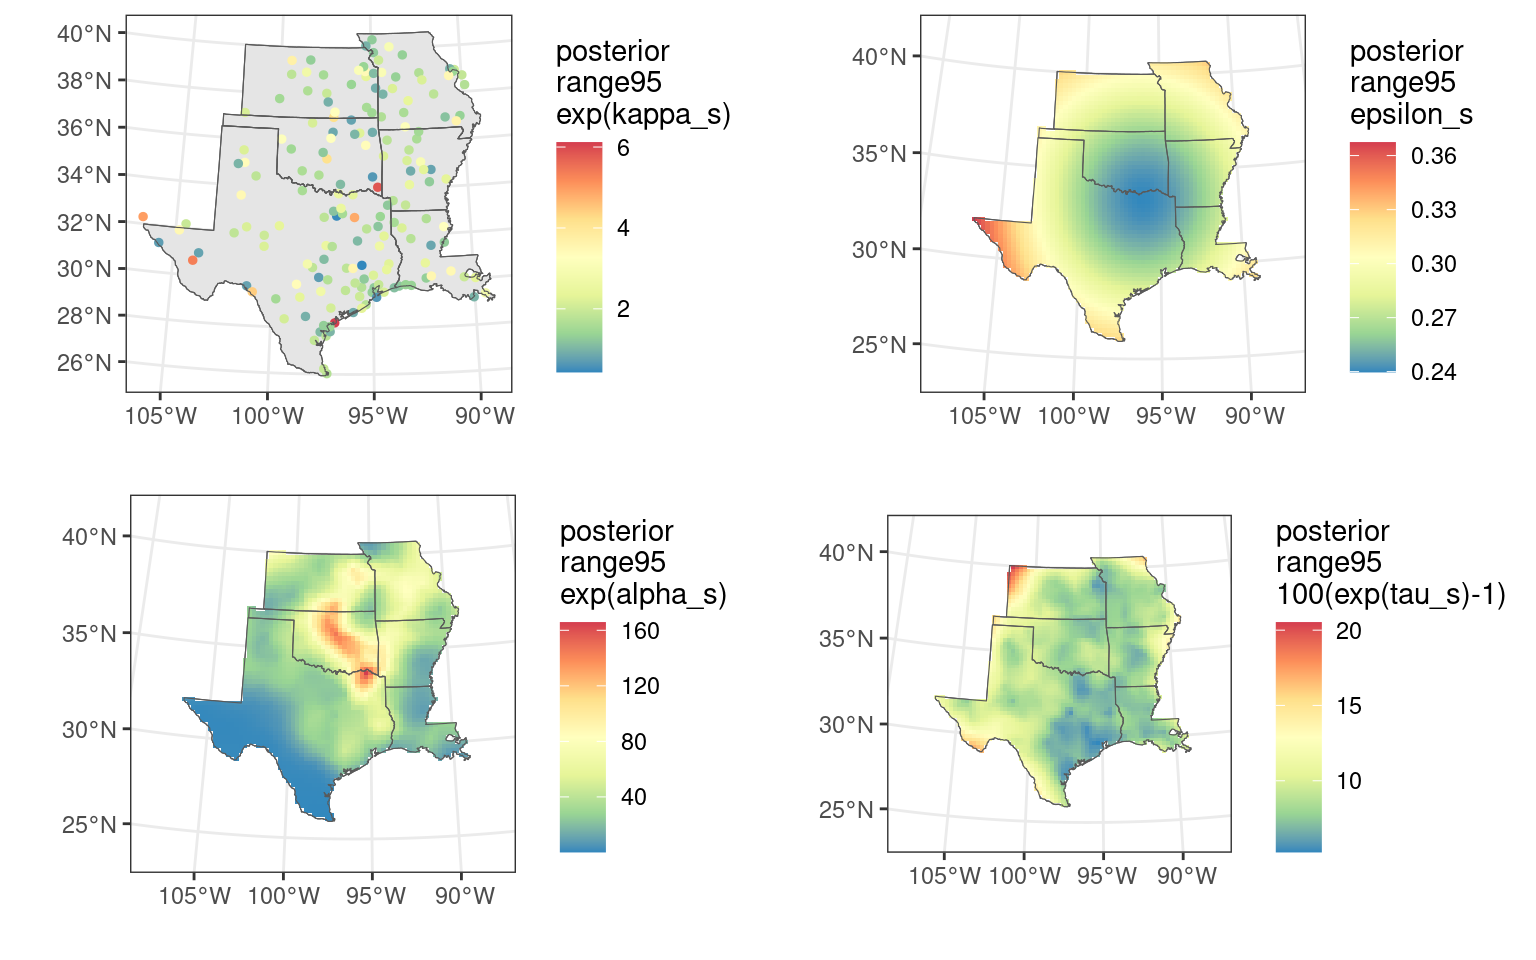 40°N
38°N
36°N
34°N
32°N
30°N
28°N
26°N
105°W 100°W 95°W 90°W
posterior
range95
exp(kappa_s)
6
4
2
40°N
35°N
30°N
25°N
105°W 100°W 95°W 90°W
posterior
range95
epsilon_s
0.36
0.33
0.30
0.27
0.24
40°N
35°N
30°N
25°N
105°W 100°W 95°W 90°W
posterior
range95
exp(alpha_s)
160
120
80
40
40°N
35°N
30°N
25°N
105°W 100°W 95°W 90°W
posterior
range95
100(exp(tau_s)-1)
20
15
10